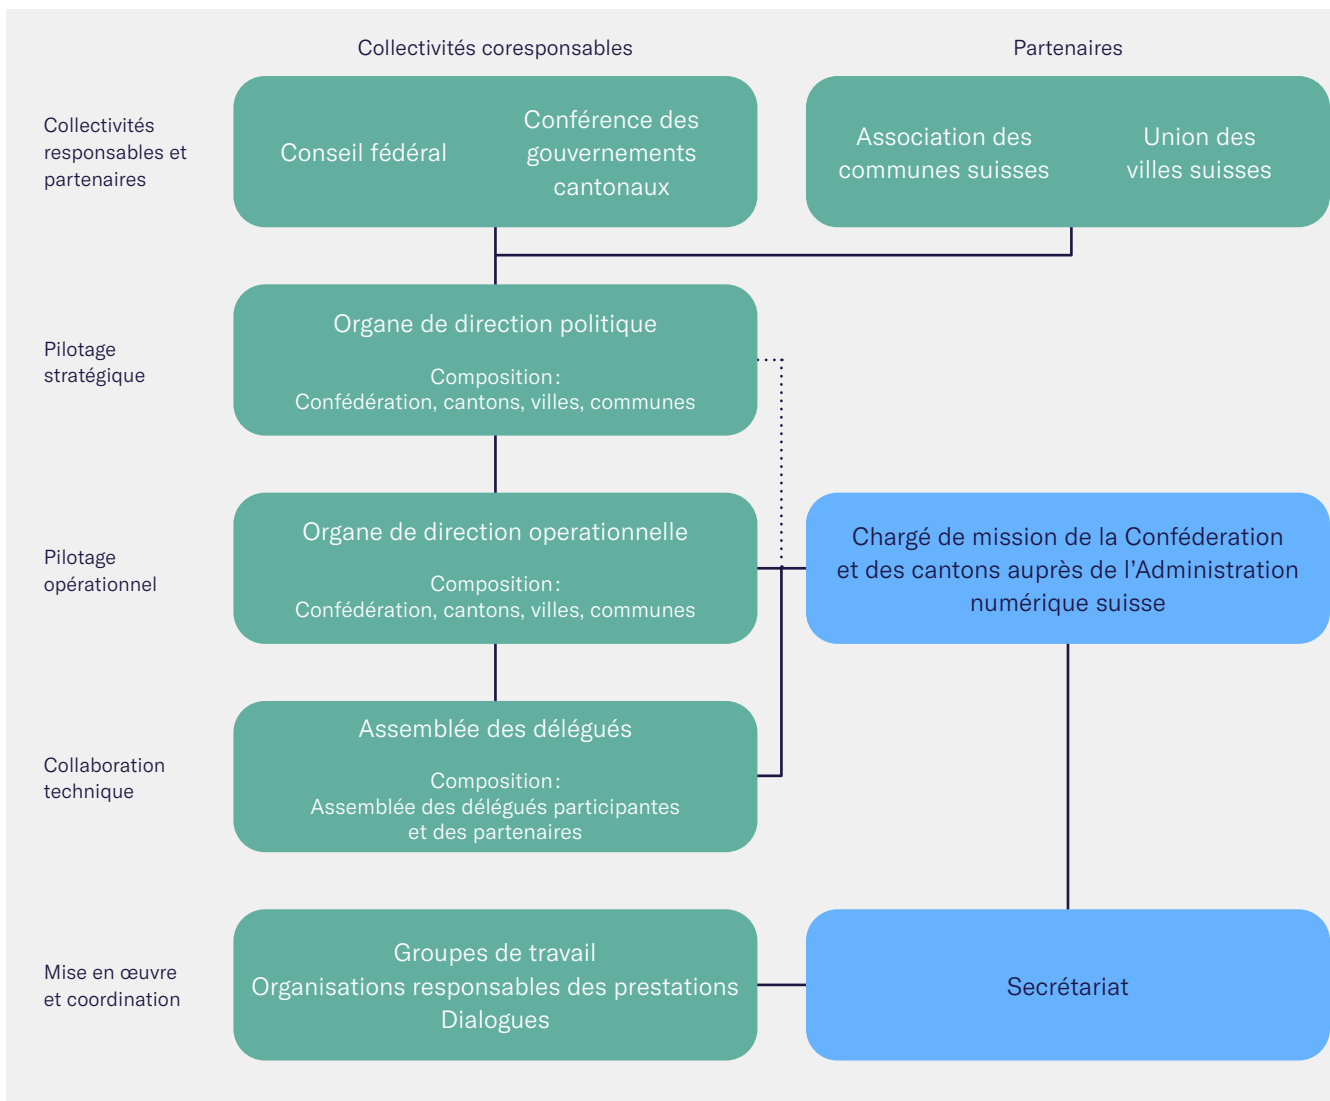 Collectivités coresponsables
Partenaires
Collectivités
responsables et
partenaires
Conseil fédéral
Conférence des
gouvernements
cantonaux
Association des
communes suisses
Union des
villes suisses
Pilotage
stratégique
Organe de direction politique
Composition :
Confédération, cantons, villes, communes
Pilotage
opérationnel
Organe de direction operationnelle
Composition :
Confédération, cantons, villes, communes
Chargé de mission de la Conféderation
et des cantons auprès de l’Administration
numérique suisse
Collaboration
technique
Assemblée des délégués
Composition :
Assemblée des délégués participantes
et des partenaires
Mise en œuvre
et coordination
Groupes de travail
Organisations responsables des prestations
Dialogues
Secrétariat